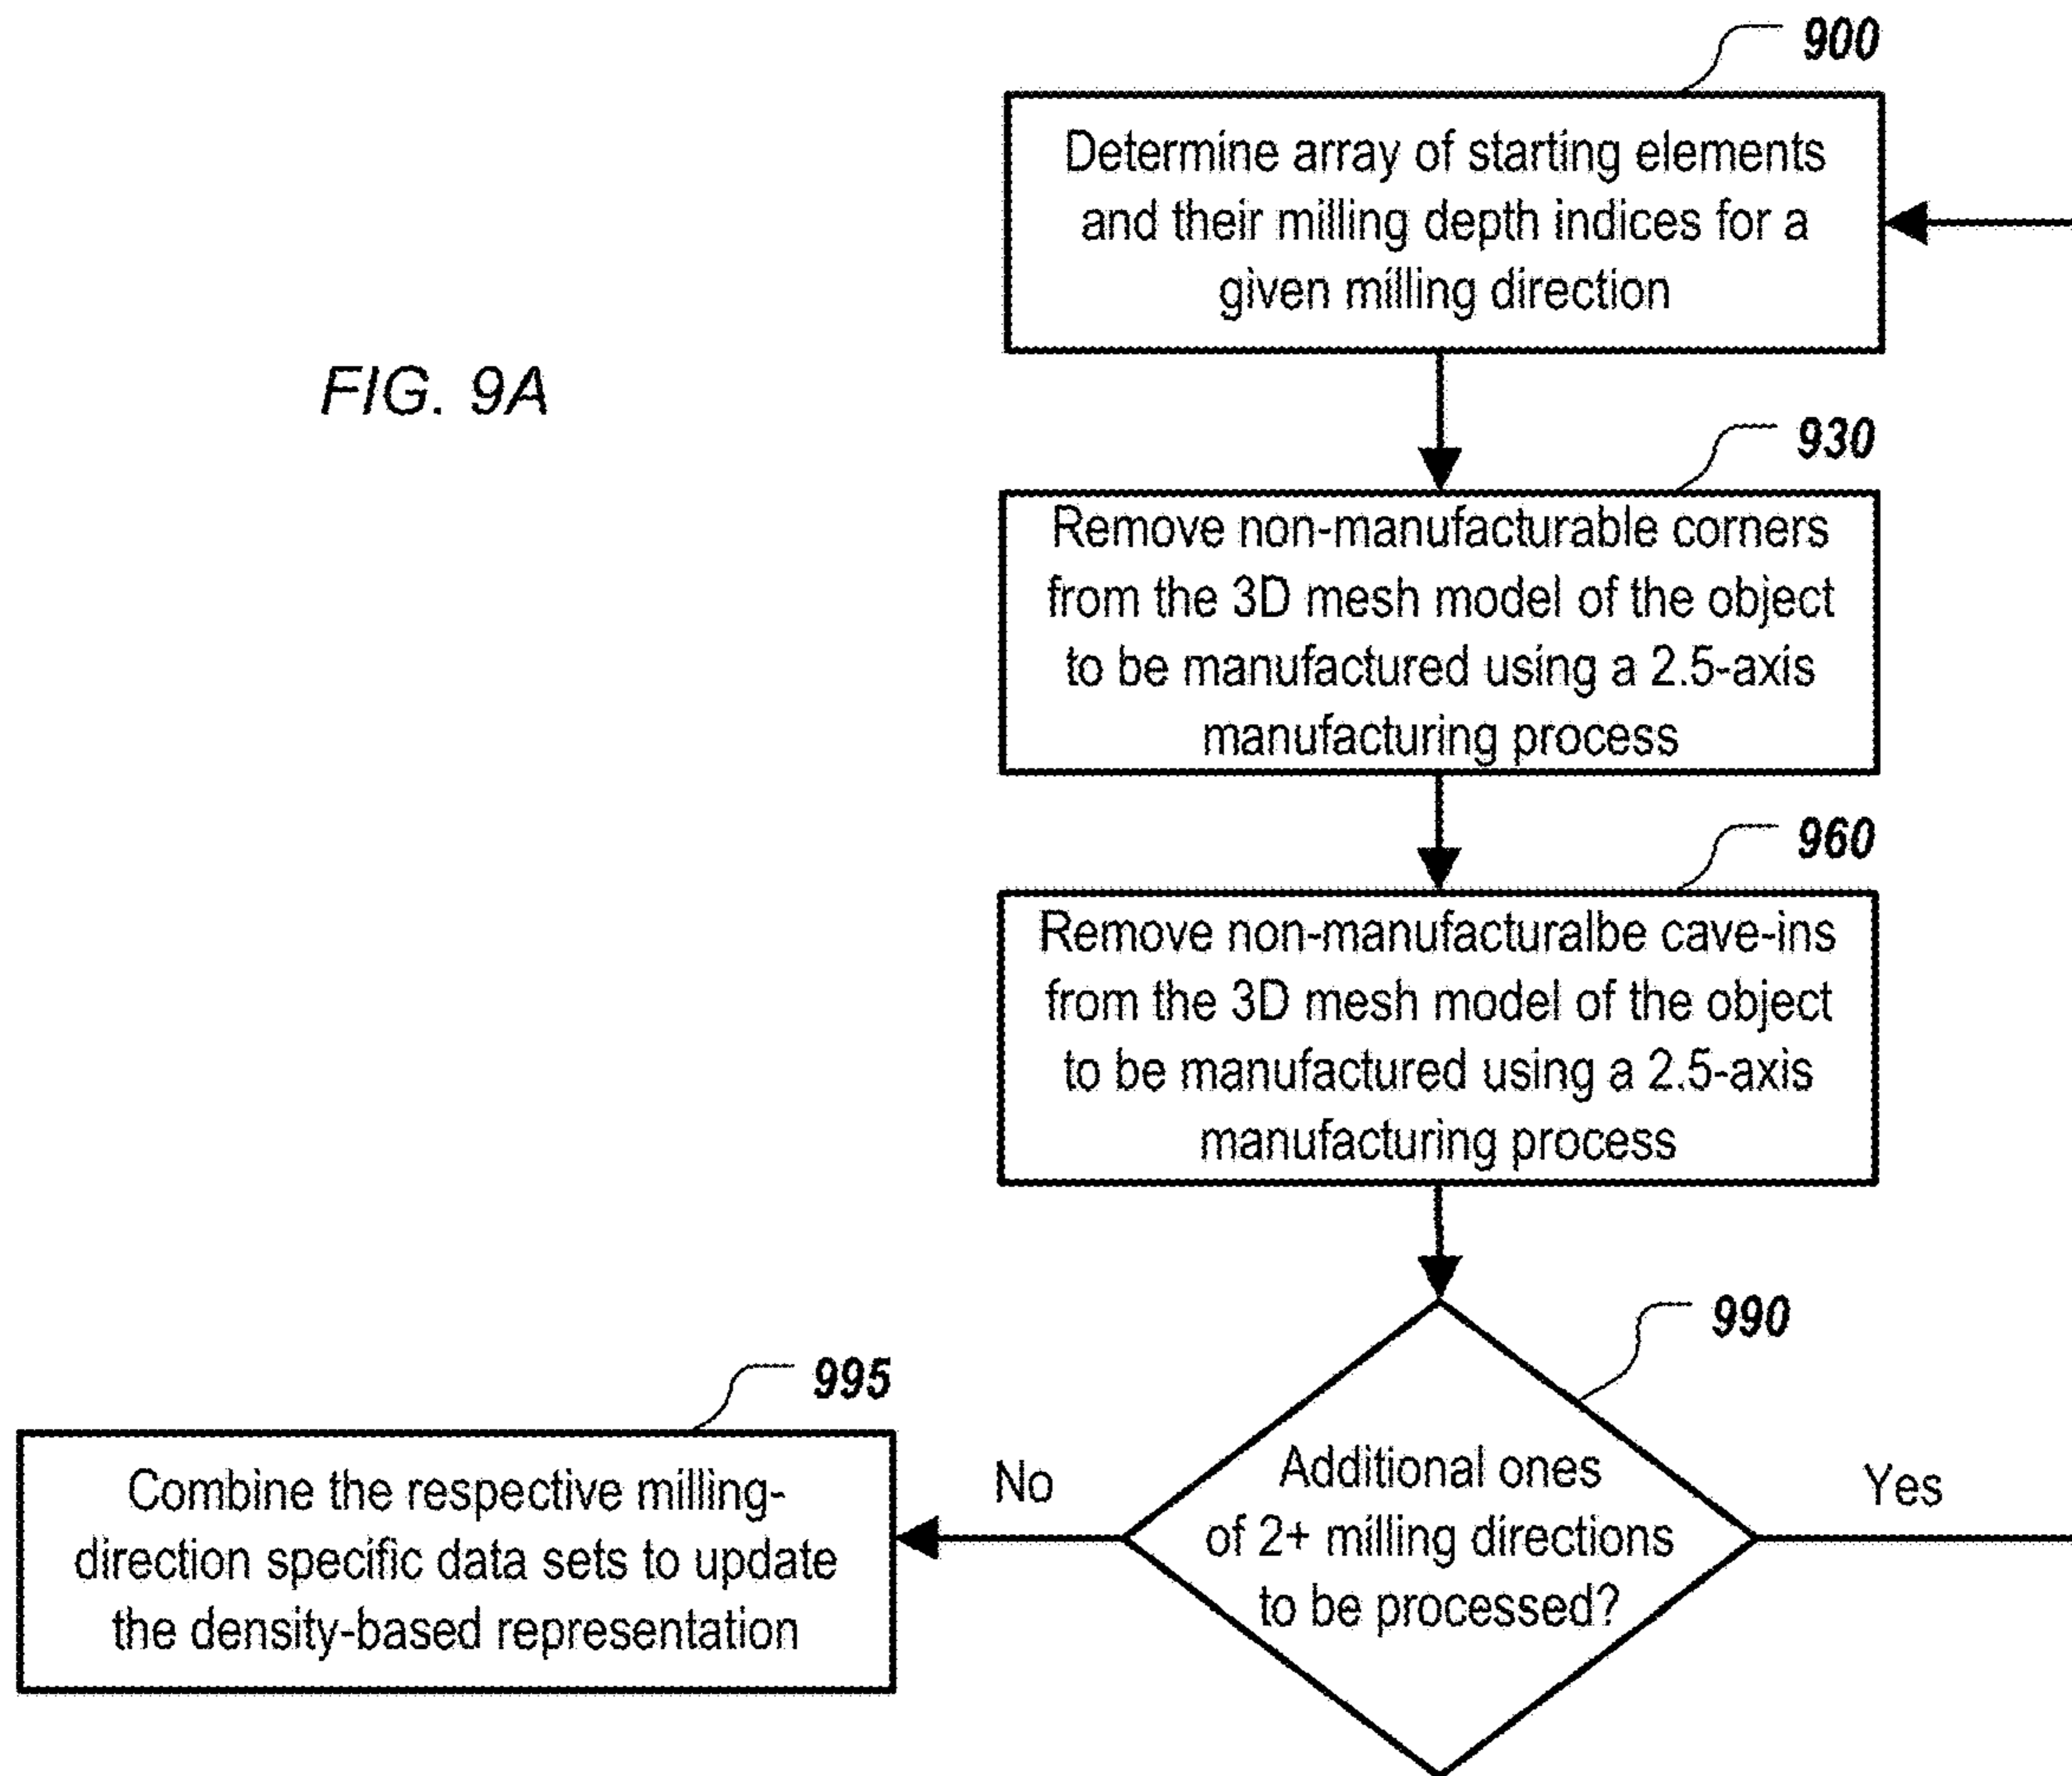 900
Determine array of starting elements
and their milling depth indices for a
given milling direction
FIG. 9A
930
Remove non-manufacturable corners
from the 3D mesh model of the object
to be manufactured using a 2.5-axis
manufacturing process
960
Remove non-manufacturalbe cave-ins
from the 3D mesh model of the object
to be manufactured using a 2.5-axis
manufacturing process
990
Additional ones
of 2+ milling directions
to be processed?
Yes
No
995
Combine the respective milling-
direction specific data sets to update
the density-based representation